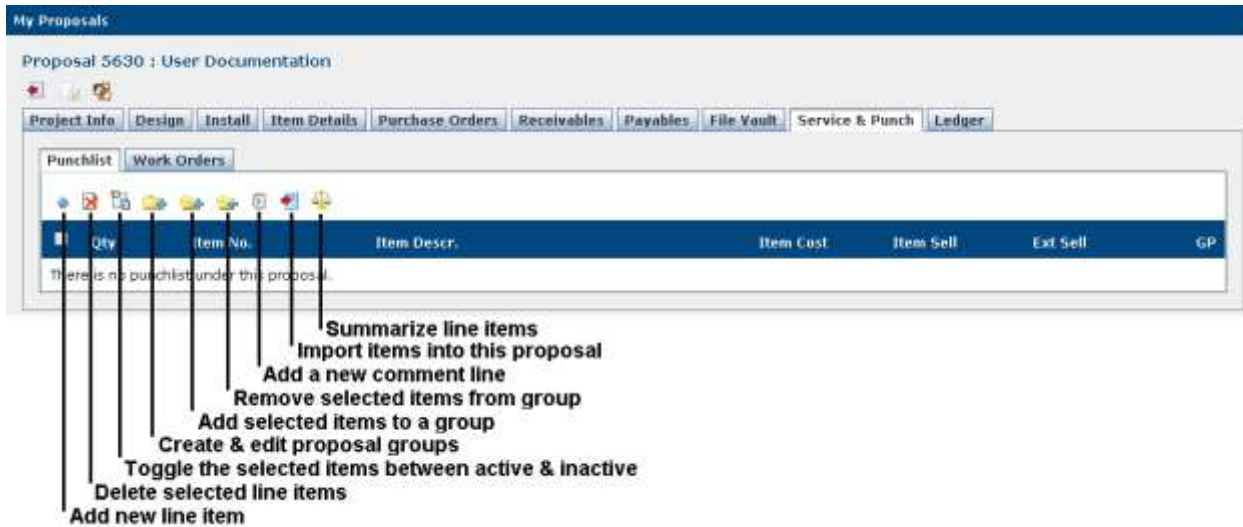 My Proposals
Proposal 5630 : User Documentation
Project Info Design Install Item Details Purchase Orders Receivables Payables File Vault Service & Punch Ledger
Punchlist Work Orders
Qty Item No. Item Descr. Item Cost Item Sell Ext Sell GP
There is no punchlist under this proposal.
Summarize line items
Import items into this proposal
Add a new comment line
Remove selected items from group
Add selected items to a group
Create & edit proposal groups
Toggle the selected items between active & inactive
Delete selected line items
Add new line item